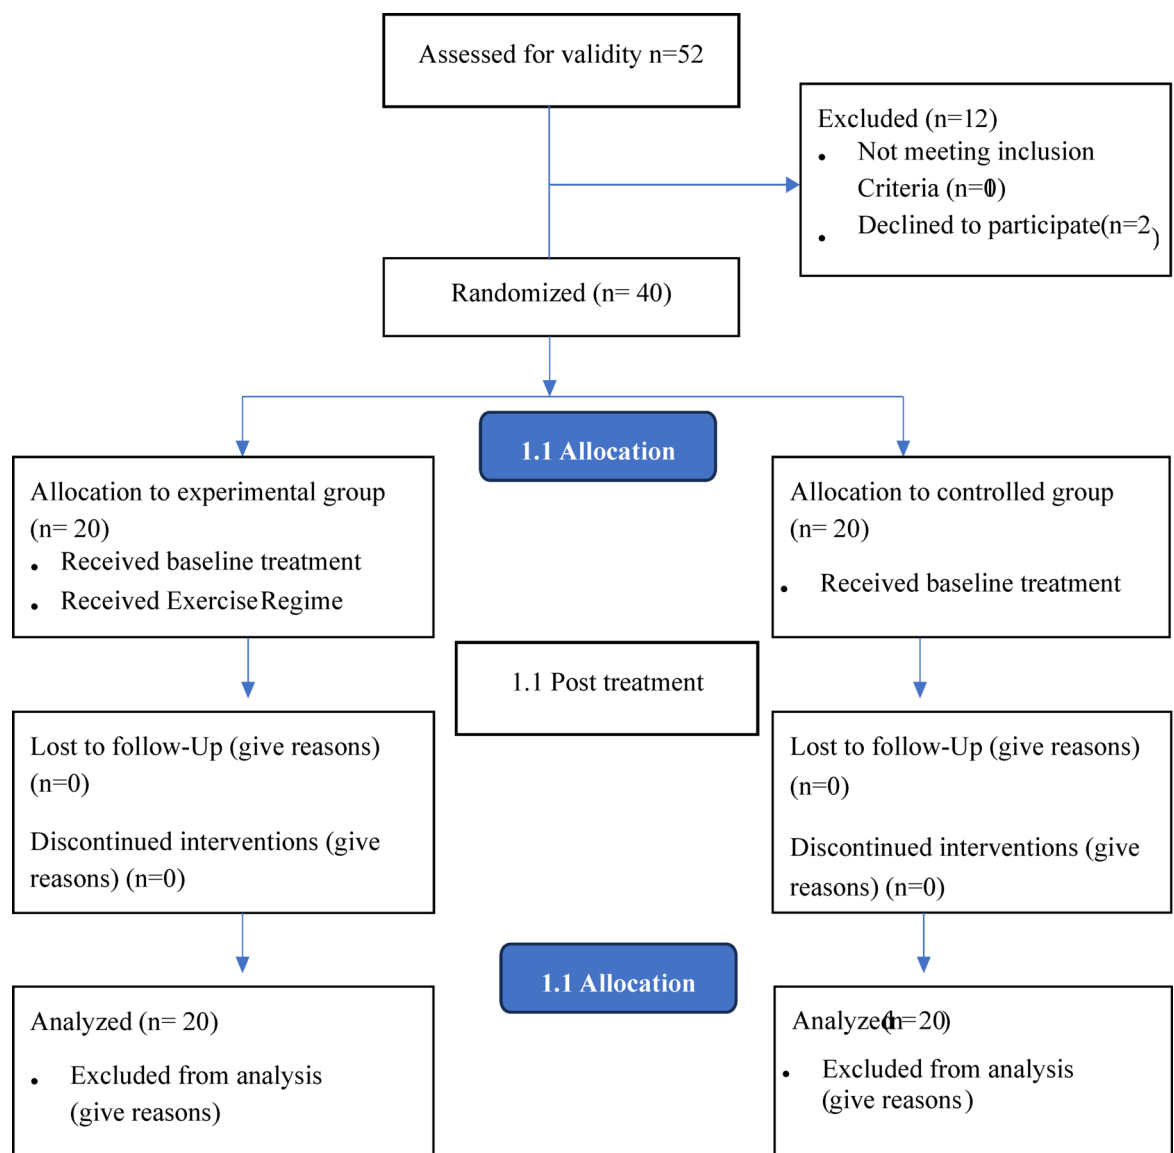 Assessed for validity n=52
Excluded (n=12)
• Not meeting inclusion
Criteria (n=10)
• Declined to participate(n=2)
Randomized (n= 40)
1.1 Allocation
Allocation to experimental group
(n= 20)
• Received baseline treatment
• Received Exercise Regime
Allocation to controlled group
(n= 20)
• Received baseline treatment
1.1 Post treatment
Lost to follow-Up (give reasons)
(n=0)
Discontinued interventions (give
reasons) (n=0)
Lost to follow-Up (give reasons)
(n=0)
Discontinued interventions (give
reasons) (n=0)
1.1 Allocation
Analyzed (n= 20)
• Excluded from analysis
(give reasons)
Analyzed (n=20)
• Excluded from analysis
(give reasons)